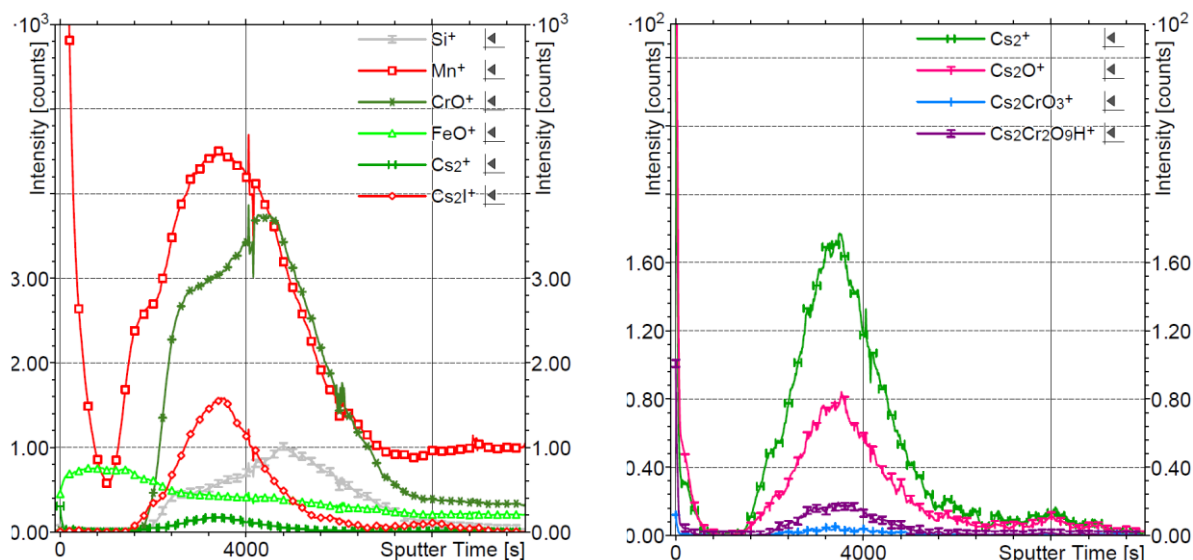 ·10³
·10³
Intensity [counts]
Intensity [counts]
Si⁺
Mn⁺
CrO⁺
FeO⁺
Cs₂⁺
Cs₂I⁺
3.00
3.00
2.00
2.00
1.00
1.00
0.00
0.00
0
4000
Sputter Time [s]
·10²
·10²
Intensity [counts]
Intensity [counts]
Cs₂⁺
Cs₂O⁺
Cs₂CrO₃⁺
Cs₂Cr₂O₉H⁺
1.60
1.60
1.20
1.20
0.80
0.80
0.40
0.40
0.00
0.00
0
4000
Sputter Time [s]